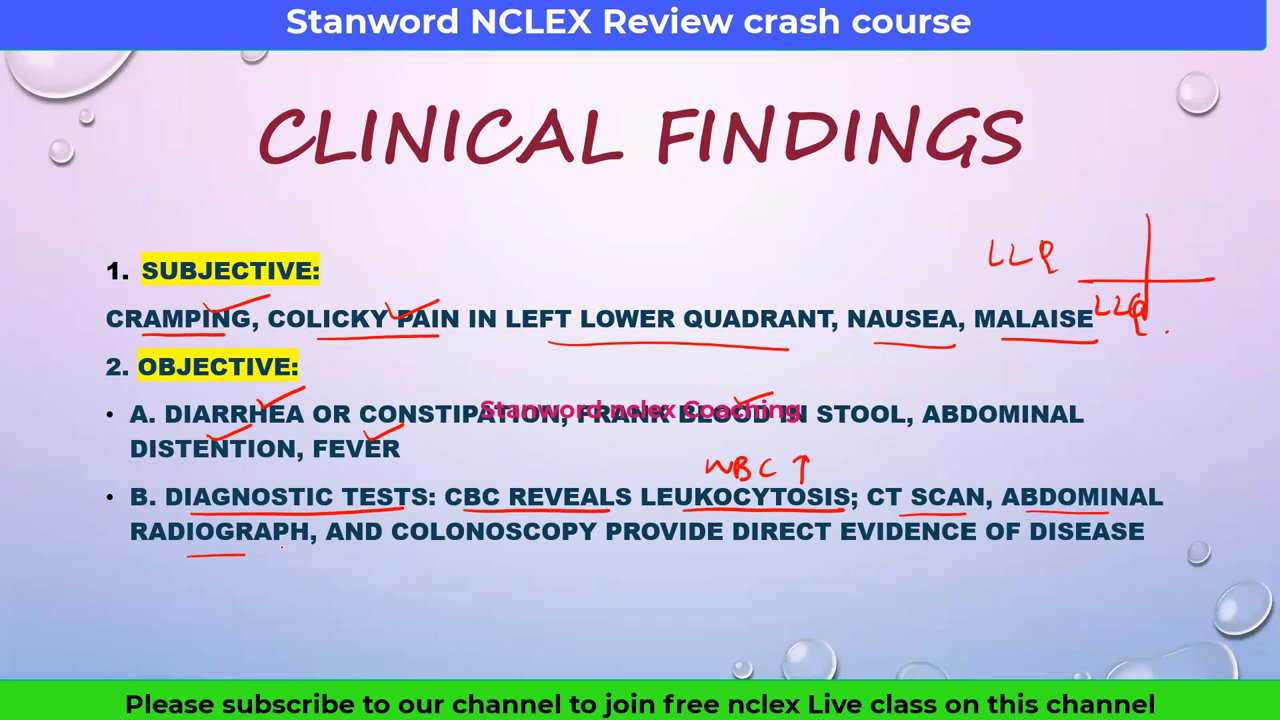 Stanword NCLEX Review crash course
CLINICAL FINDINGS
LLQ
1. SUBJECTIVE:
LLQ
CRAMPING, COLICKY PAIN IN LEFT LOWER QUADRANT, NAUSEA, MALAISE
2. OBJECTIVE:
• A. DIARRHEA OR CONSTIPATION, FRANK BLOOD IN STOOL, ABDOMINAL
Stanword nclex Coaching
DISTENTION, FEVER
WBC ↑
• B. DIAGNOSTIC TESTS: CBC REVEALS LEUKOCYTOSIS; CT SCAN, ABDOMINAL
RADIOGRAPH, AND COLONOSCOPY PROVIDE DIRECT EVIDENCE OF DISEASE
Please subscribe to our channel to join free nclex Live class on this channel